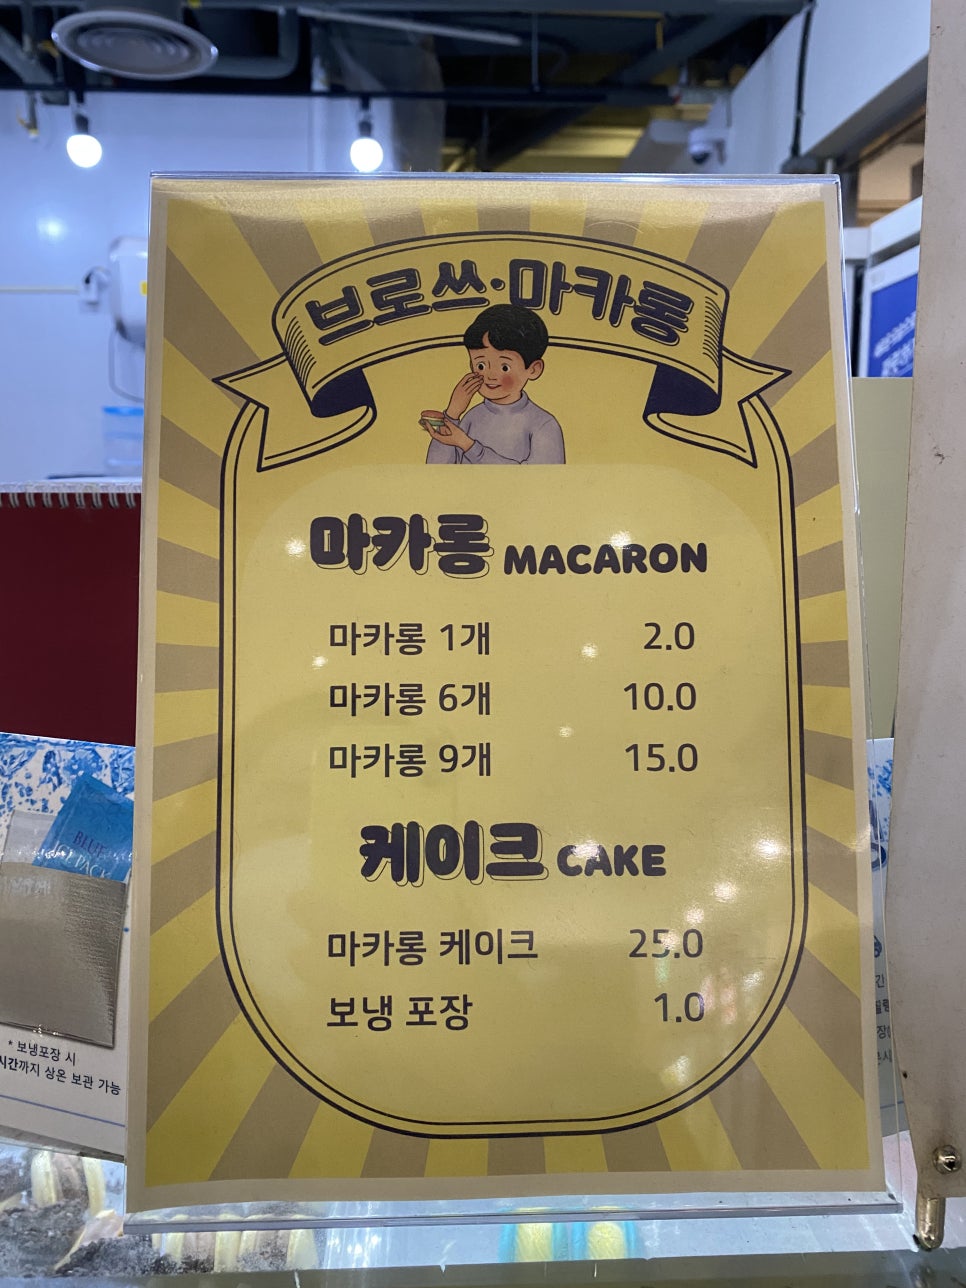 브로쓰·마카롱
마카롱 MACARON
마카롱 1개 2.0
마카롱 6개 10.0
마카롱 9개 15.0
케이크 CAKE
마카롱 케이크 25.0
보냉 포장 1.0
BLUE
ICE PACK
* 보냉포장 시
시간까지 상온 보관 가능